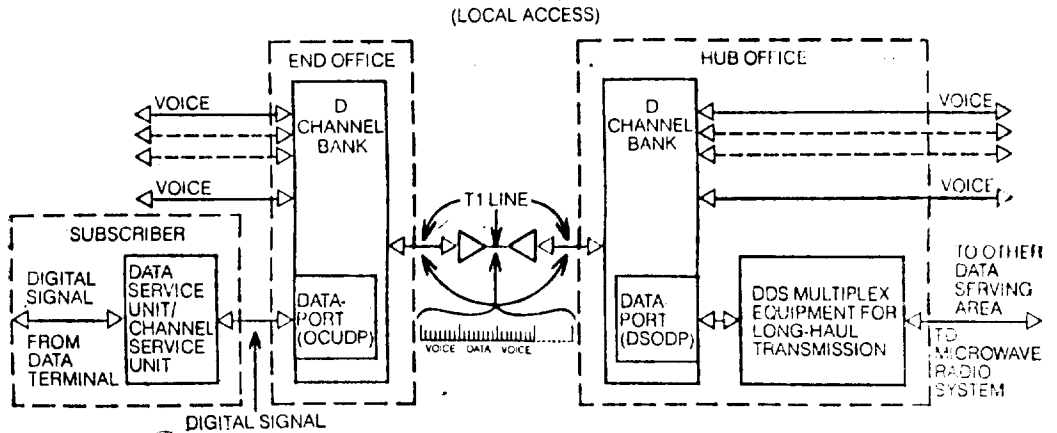 (LOCAL ACCESS)
END OFFICE
HUB OFFICE
VOICE
D
CHANNEL
BANK
D
CHANNEL
BANK
VOICE
VOICE
T1 LINE
VOICE
SUBSCRIBER
DIGITAL
SIGNAL
FROM DATA
TERMINAL
DATA
SERVICE
UNIT/
CHANNEL
SERVICE
UNIT
DATA-
PORT
(OCUDP)
VOICE DATA VOICE
DATA-
PORT
(DSODP)
DDS MULTIPLEX
EQUIPMENT FOR
LONG-HAUL
TRANSMISSION
TO OTHER
DATA
SERVING
AREA
TO
MICROWAVE
RADIO
SYSTEM
DIGITAL SIGNAL